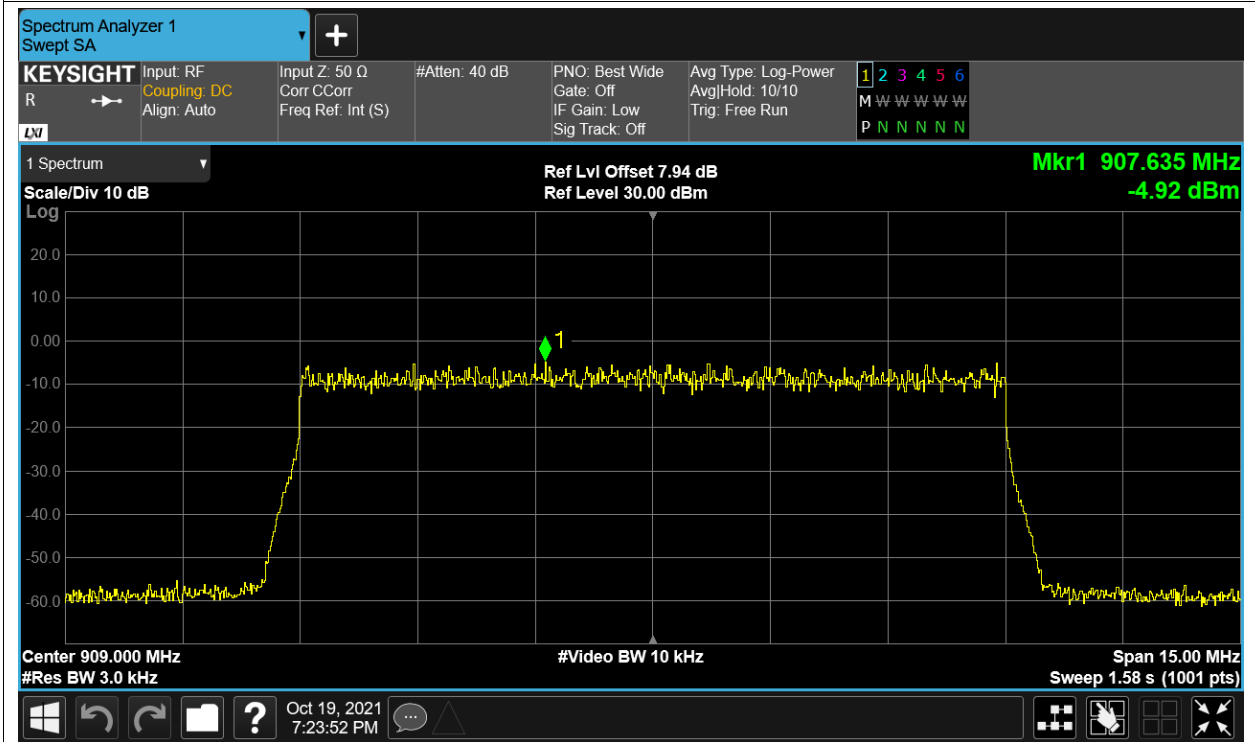 Spectrum Analyzer 1
Swept SA
KEYSIGHT
R
LXI
Input: RF
Coupling: DC
Align: Auto
Input Z: 50 Ω
Corr CCorr
Freq Ref: Int (S)
#Atten: 40 dB
PNO: Best Wide
Gate: Off
IF Gain: Low
Sig Track: Off
Avg Type: Log-Power
Avg|Hold: 10/10
Trig: Free Run
1 2 3 4 5 6
M W W W W W
P N N N N N
1 Spectrum
Scale/Div 10 dB
Log
Ref Lvl Offset 7.94 dB
Ref Level 30.00 dBm
Mkr1 907.635 MHz
-4.92 dBm
20.0
10.0
0.00
1
-10.0
-20.0
-30.0
-40.0
-50.0
-60.0
Center 909.000 MHz
#Res BW 3.0 kHz
#Video BW 10 kHz
Span 15.00 MHz
Sweep 1.58 s (1001 pts)
?
Oct 19, 2021
7:23:52 PM